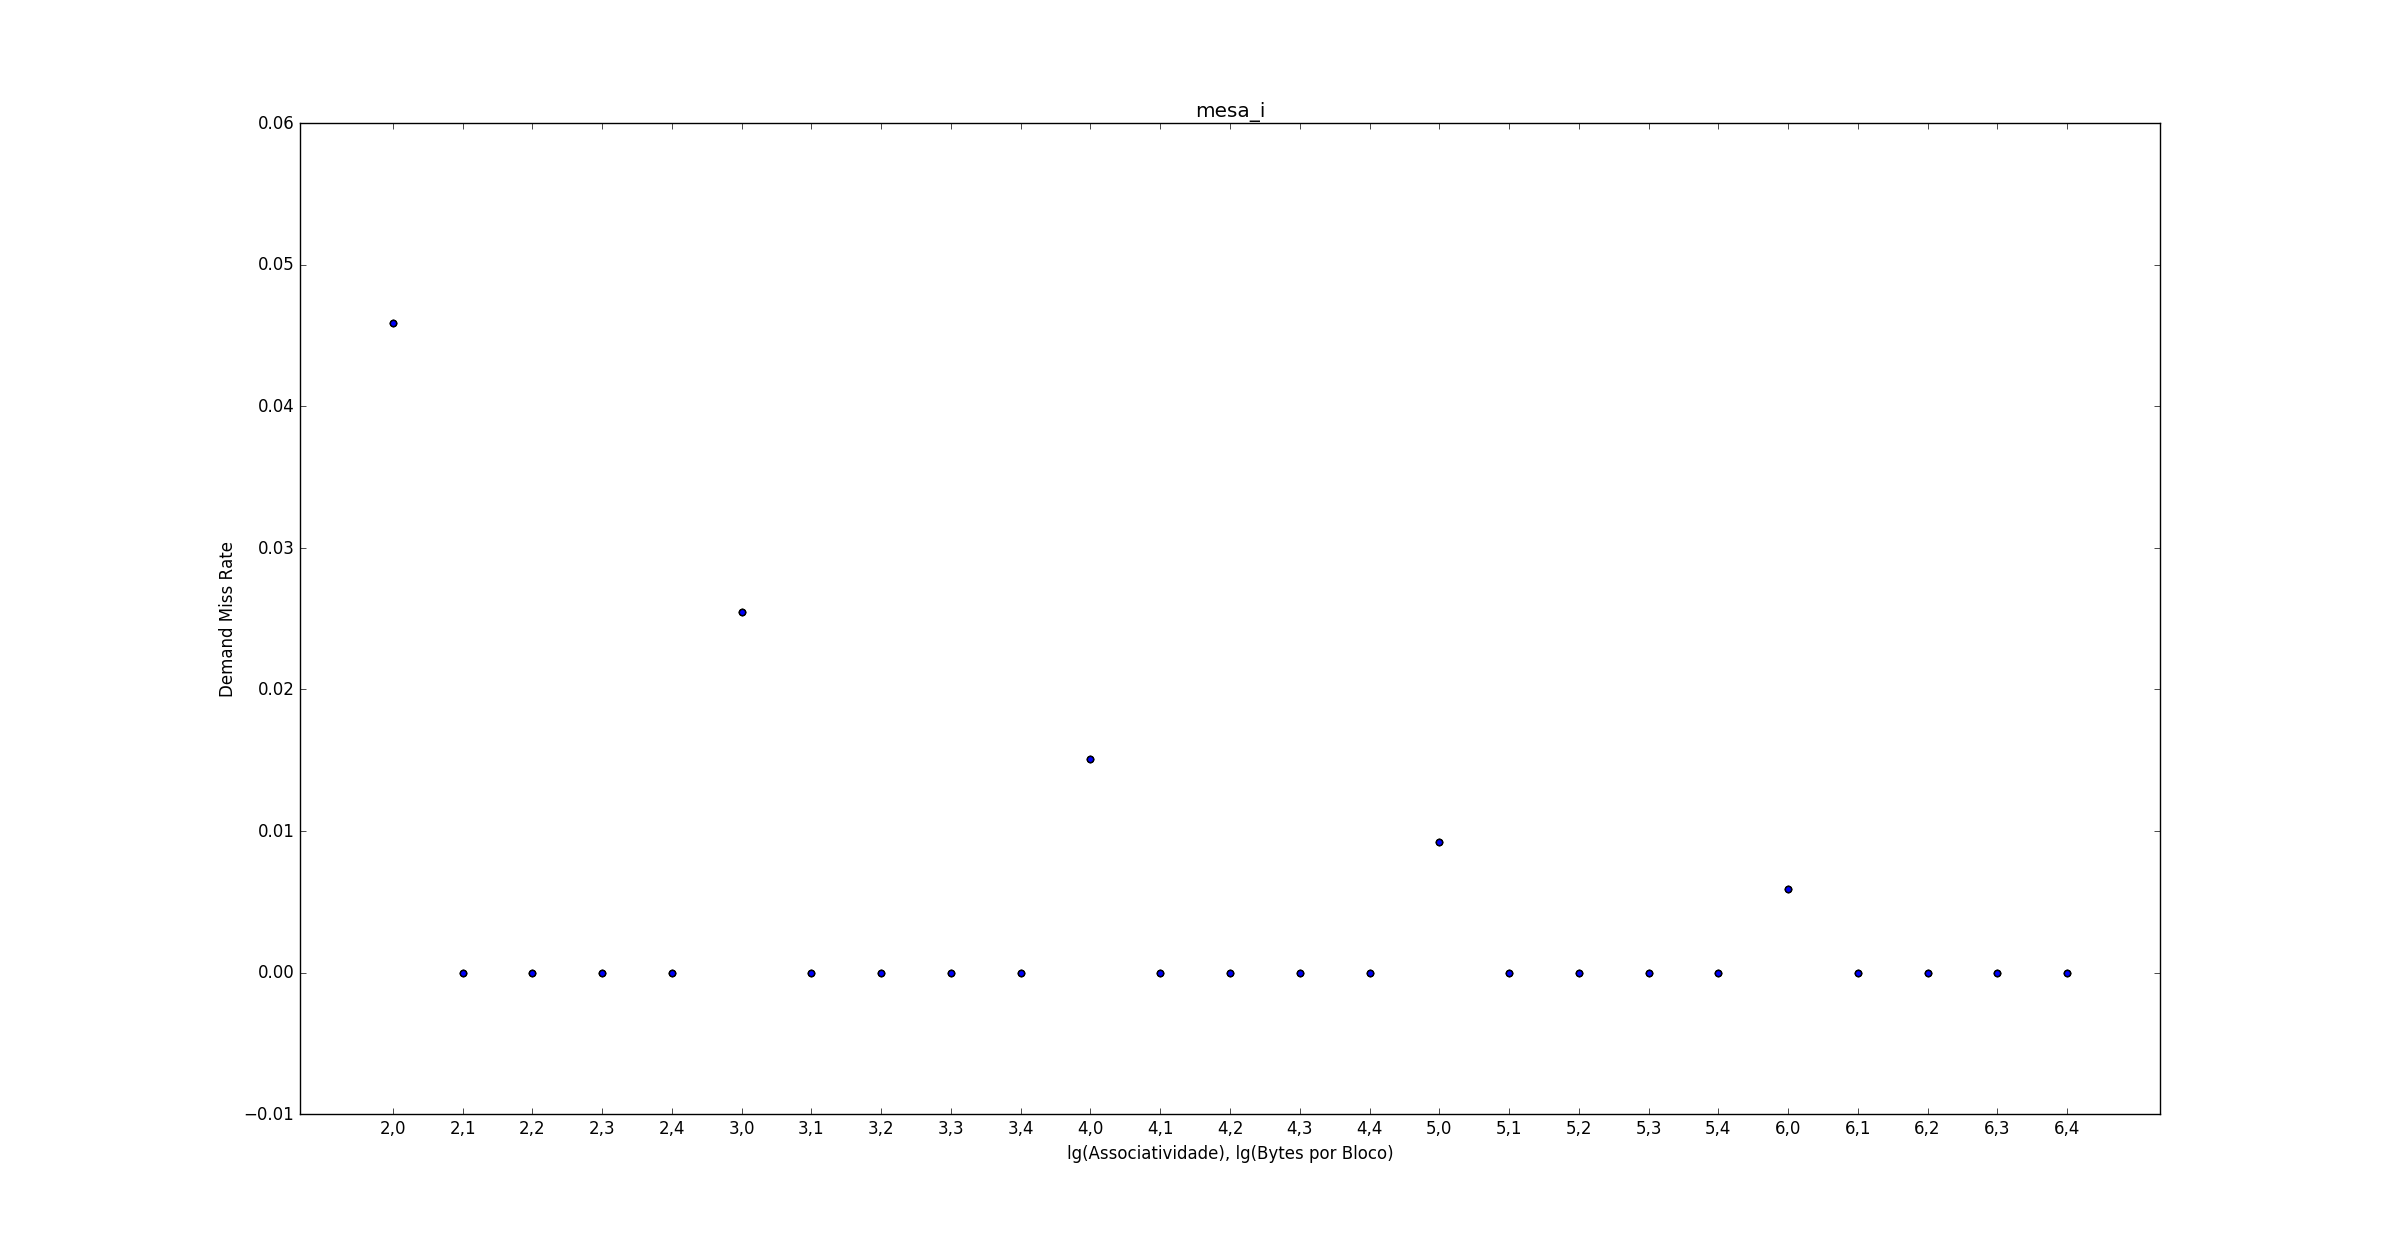 mesa_i
0.06
0.05
0.04
0.03
0.02
0.01
0.00
−0.01
Demand Miss Rate
2,0 2,1 2,2 2,3 2,4 3,0 3,1 3,2 3,3 3,4 4,0 4,1 4,2 4,3 4,4 5,0 5,1 5,2 5,3 5,4 6,0 6,1 6,2 6,3 6,4
lg(Associatividade), lg(Bytes por Bloco)